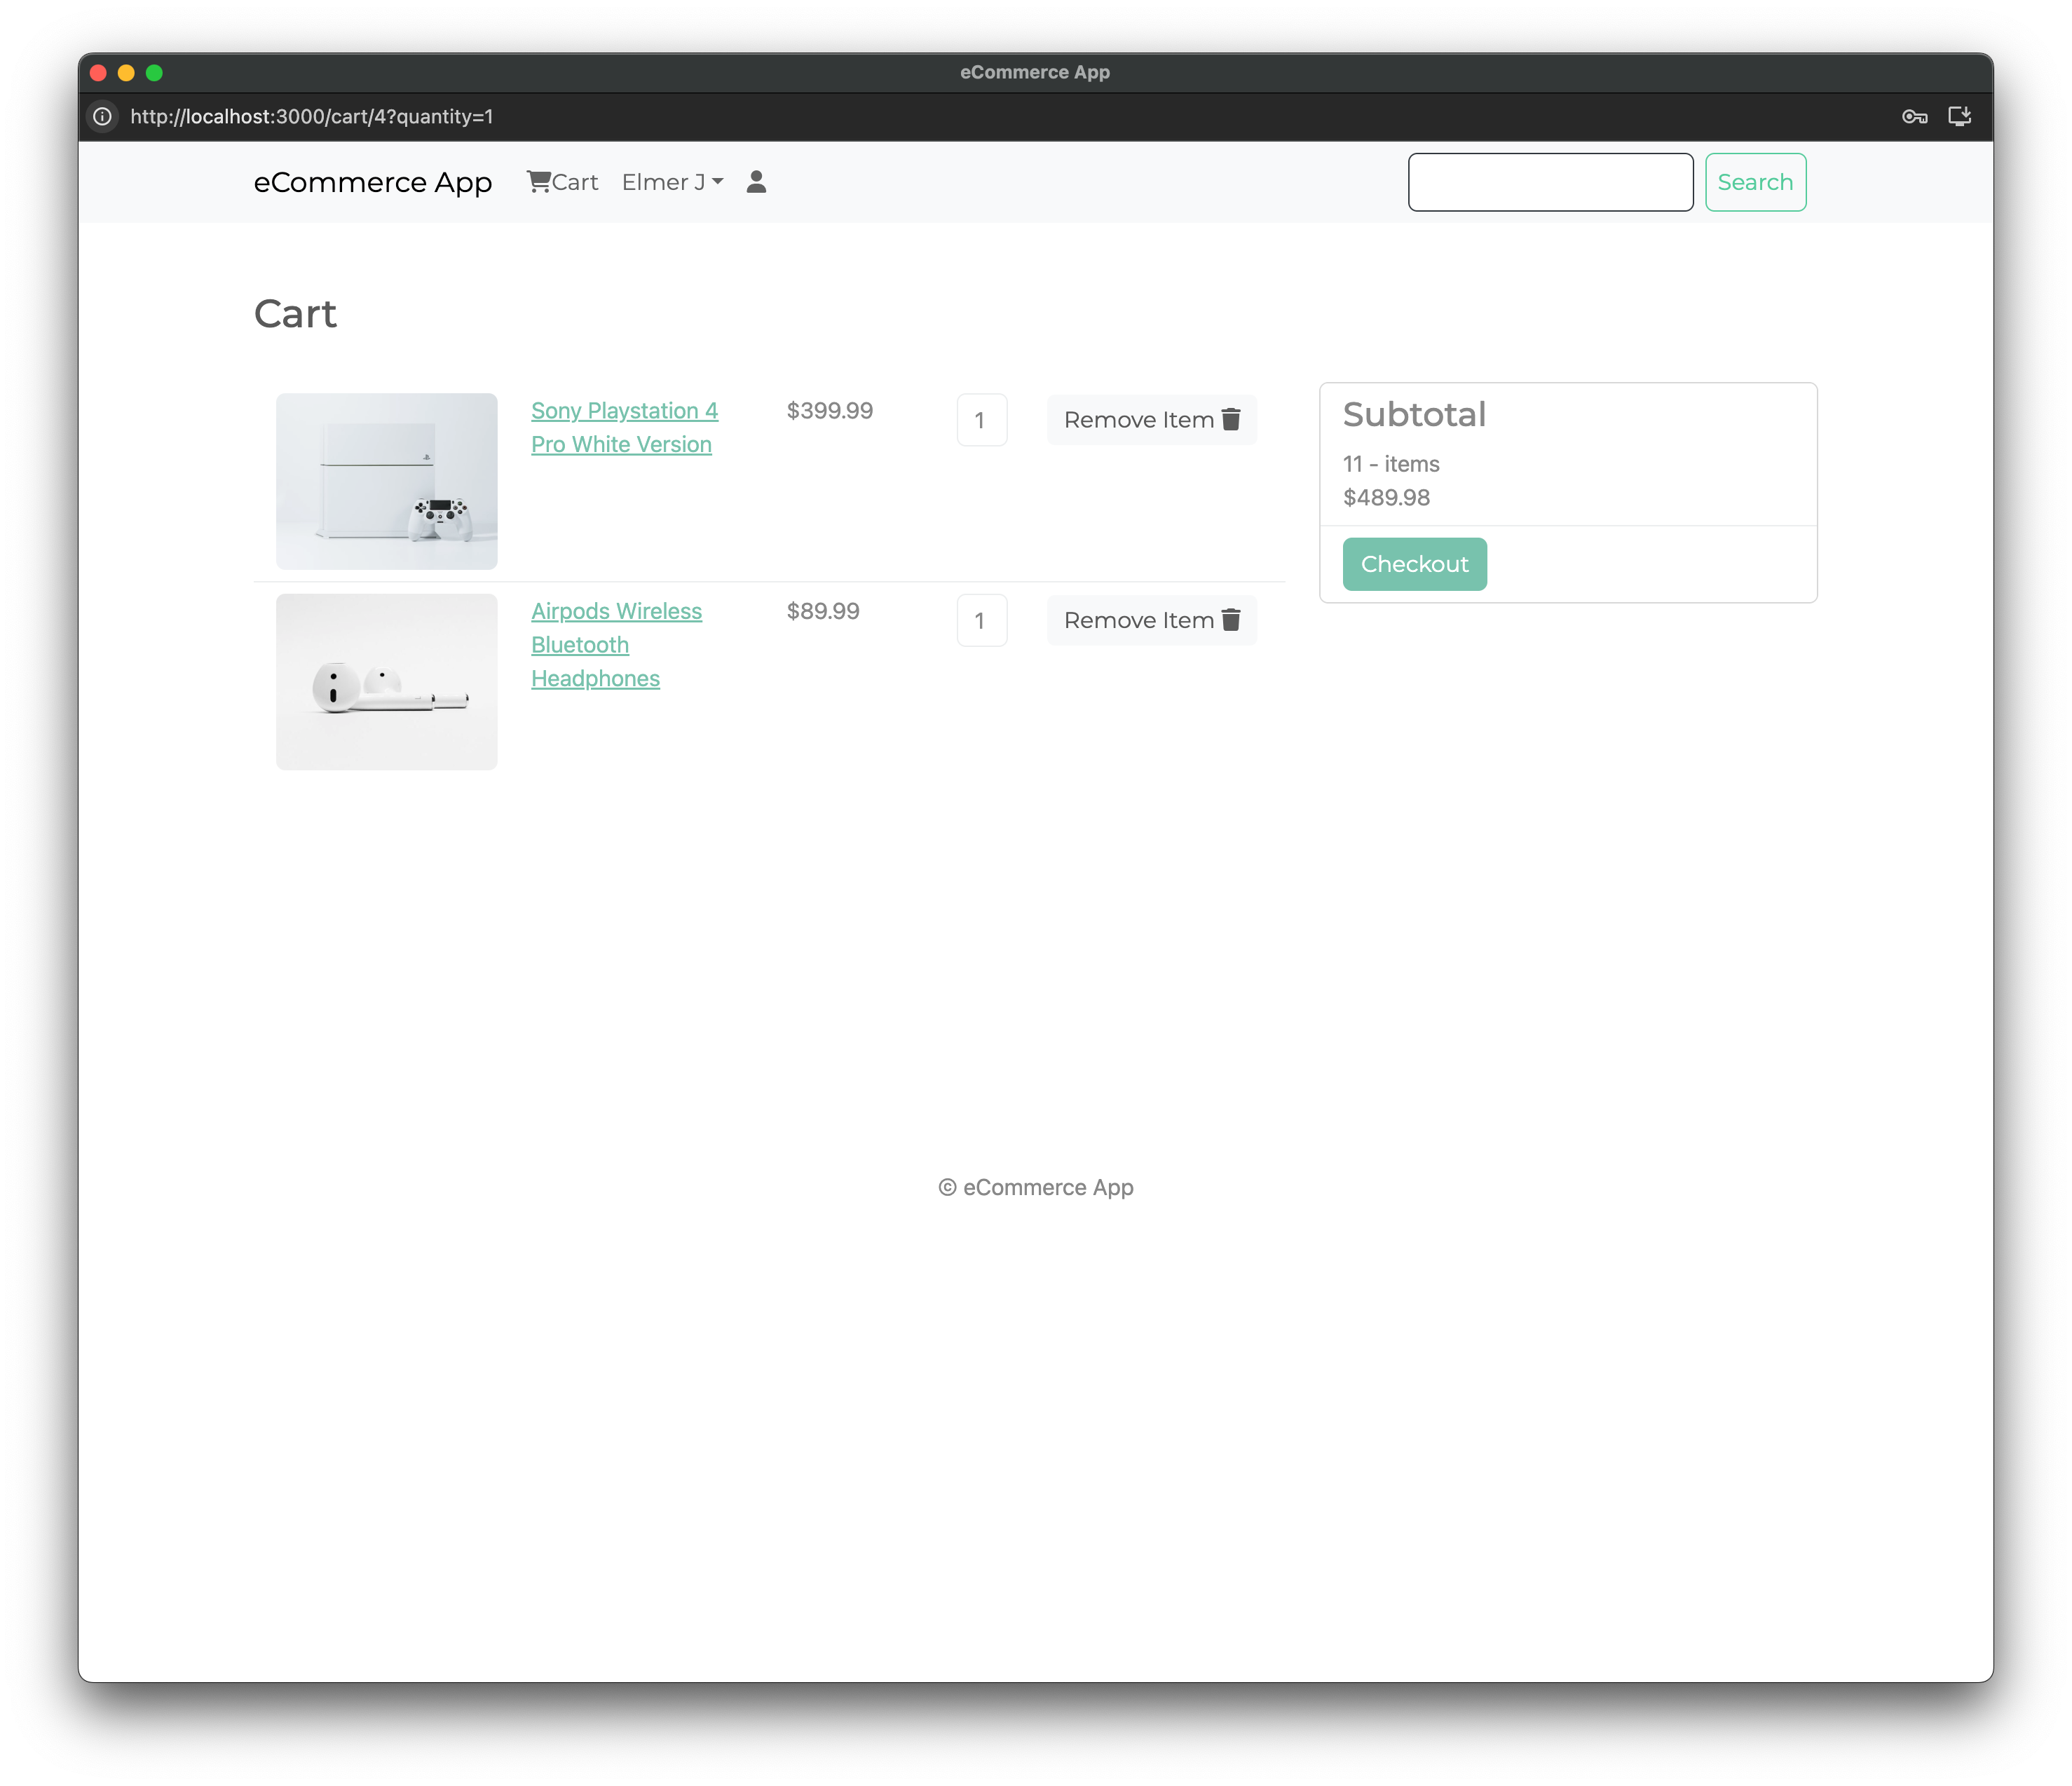 eCommerce App
http://localhost:3000/cart/4?quantity=1
eCommerce App
Cart
Elmer J
Search
Cart
Sony Playstation 4
Pro White Version
$399.99
1
Remove Item
Airpods Wireless
Bluetooth
Headphones
$89.99
1
Remove Item
Subtotal
11 - items
$489.98
Checkout
© eCommerce App